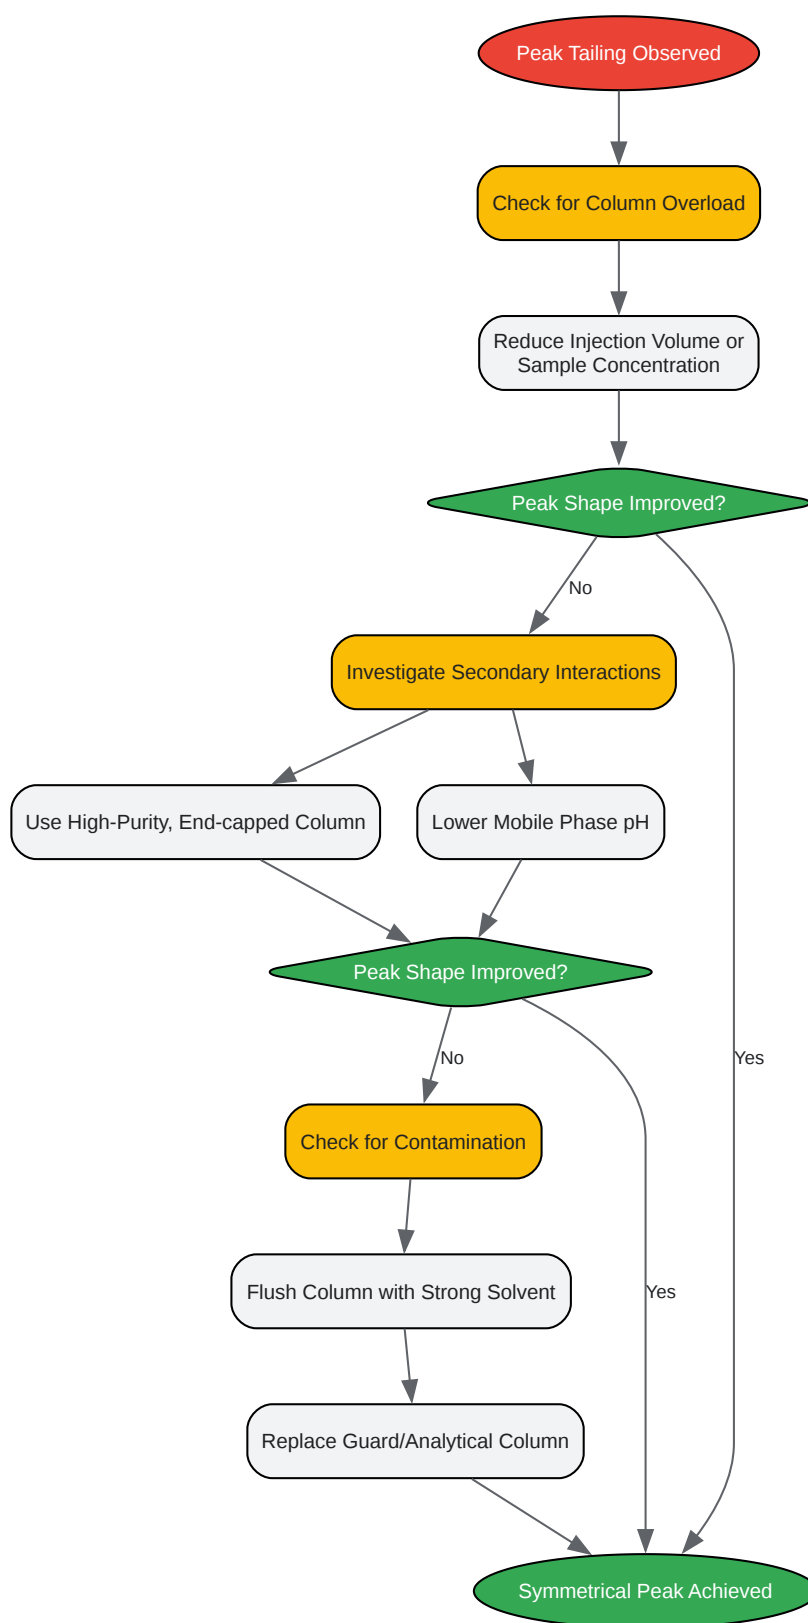 Peak Tailing Observed
Check for Column Overload
Reduce Injection Volume or
Sample Concentration
Peak Shape Improved?
No
Investigate Secondary Interactions
Use High-Purity, End-capped Column
Lower Mobile Phase pH
Peak Shape Improved?
No
Yes
Check for Contamination
Flush Column with Strong Solvent
Yes
Replace Guard/Analytical Column
Symmetrical Peak Achieved